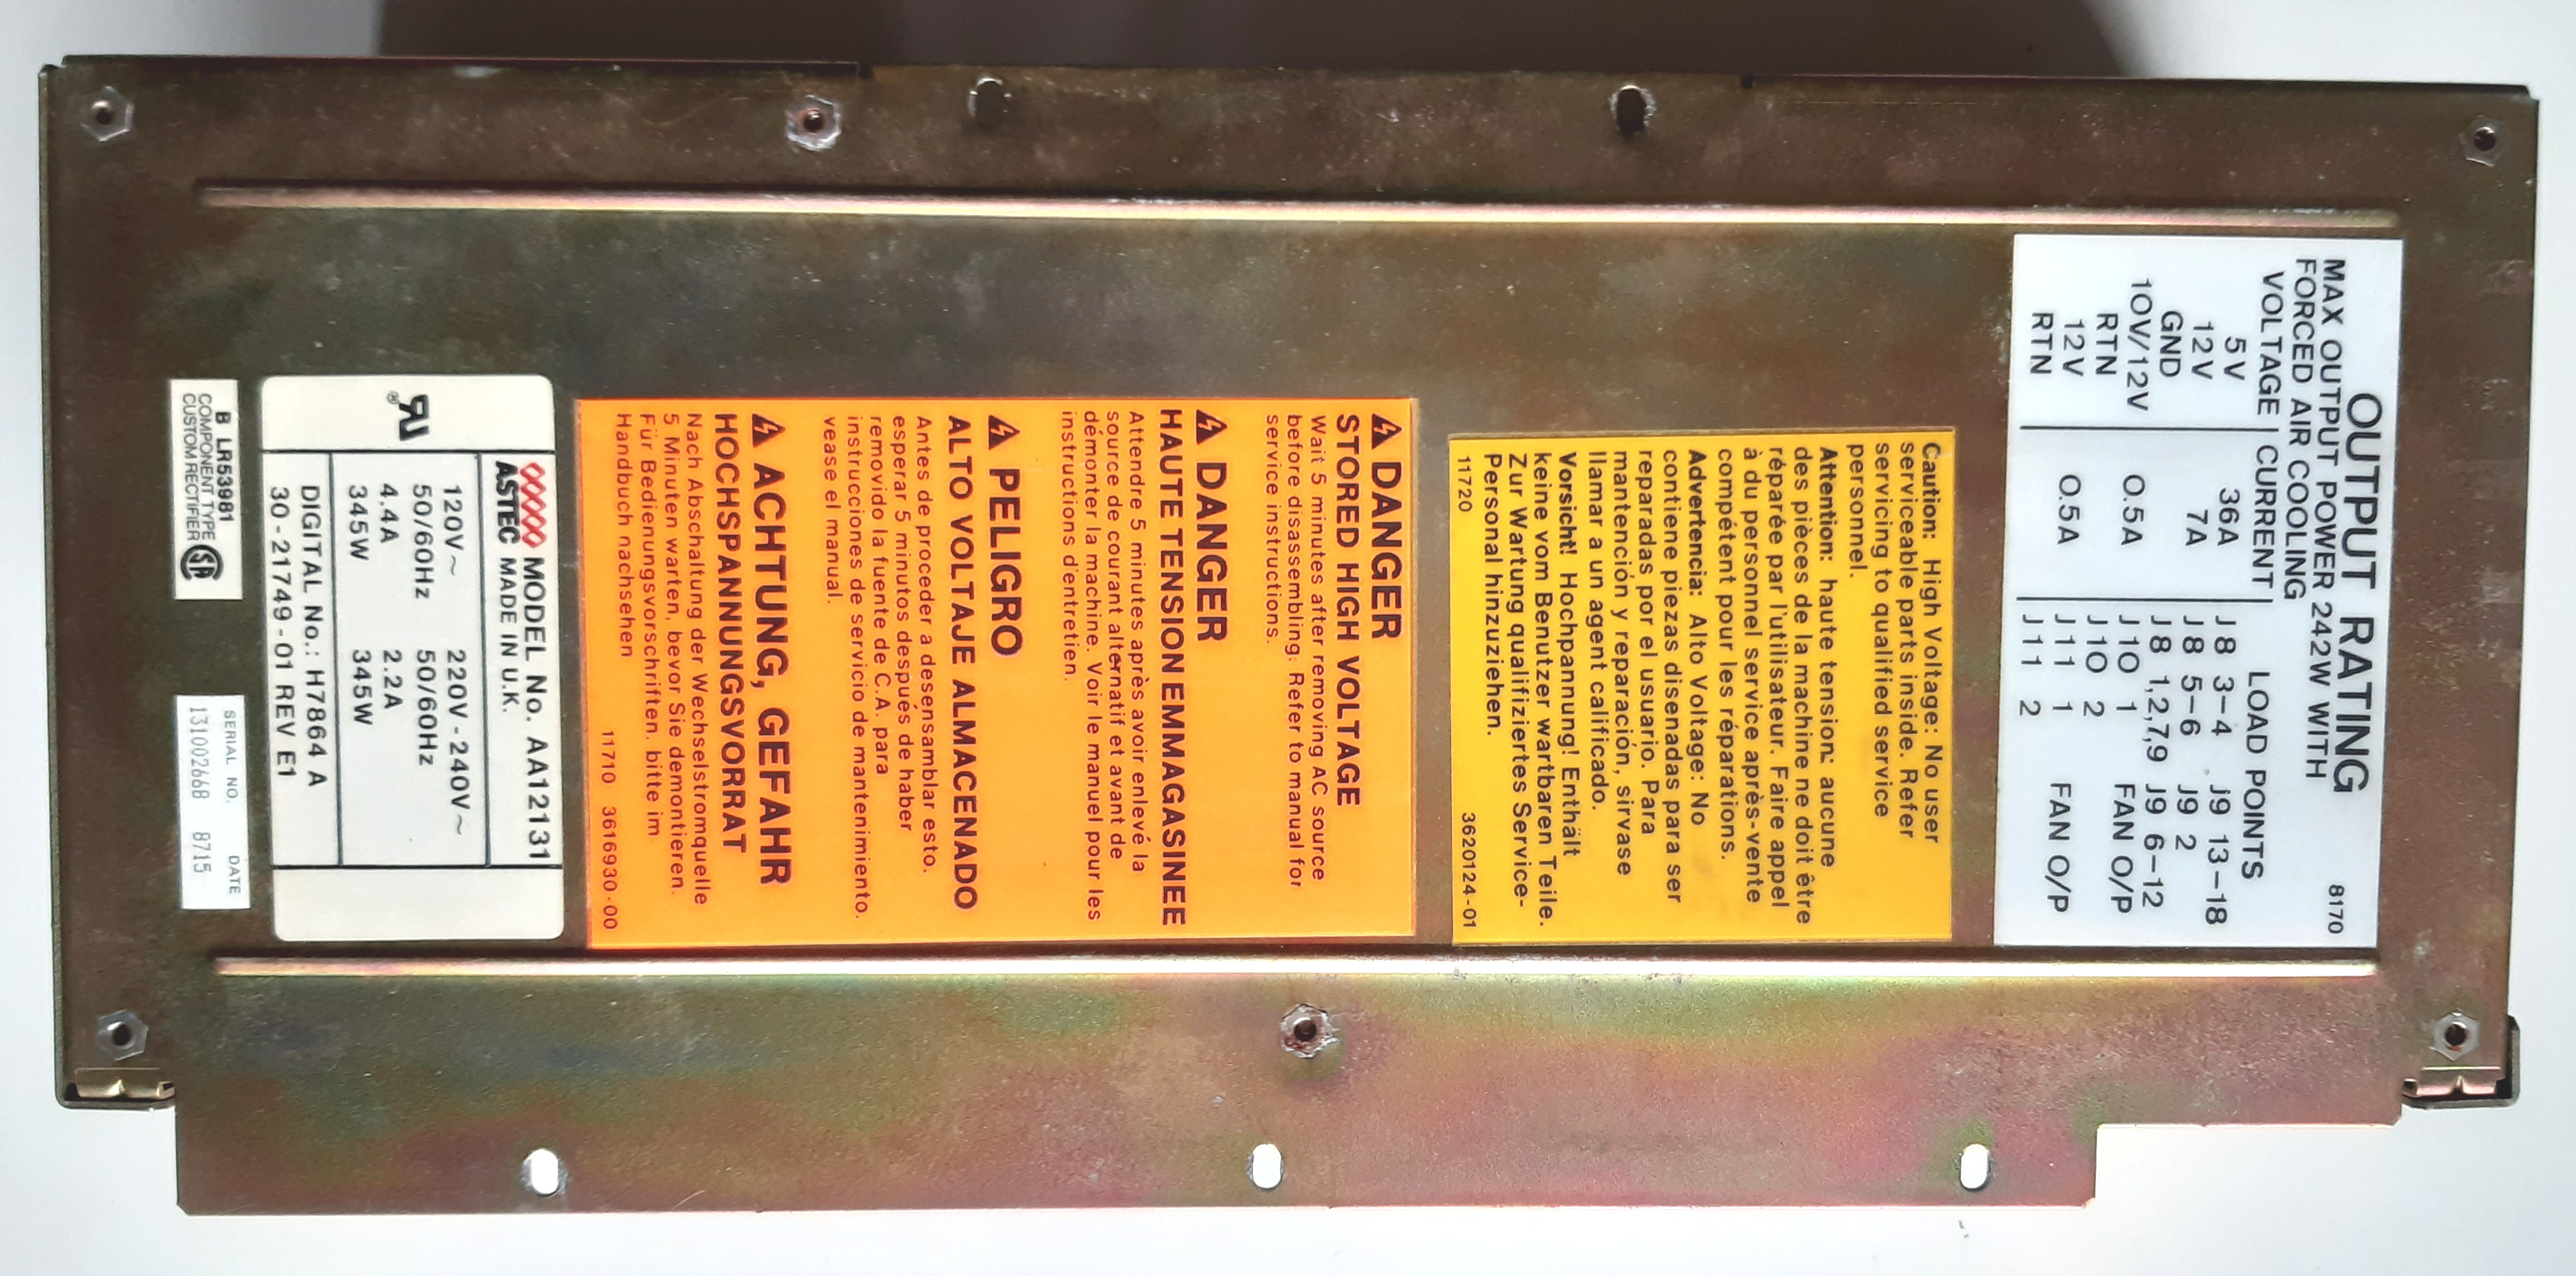 OUTPUT RATING 8170
MAX OUTPUT POWER 242W WITH
FORCED AIR COOLING
VOLTAGE CURRENT LOAD POINTS
5V 36A J8 3-4 J9 13-18
12V 7A J8 5-6 J9 2
GND J8 1,2,7,9 J9 6-12
10V/12V 0.5A J10 1 FAN O/P
RTN J10 2
12V 0.5A J11 1 FAN O/P
RTN J11 2
Caution: High Voltage: No user
serviceable parts inside. Refer
servicing to qualified service
personnel.
Attention: haute tension: aucune
des pièces de la machine ne doit être
réparée par l'utilisateur. Faire appel
à du personnel service après-vente
compétent pour les réparations.
Advertencia: Alto Voltage: No
contiene piezas disenadas para ser
reparadas por el usuario. Para
mantención y reparación, sirvase
llamar a un agent calificado.
Vorsicht! Hochpannung! Enthält
keine vom Benutzer wartbaren Teile.
Zur Wartung qualifiziertes Service-
Personal hinzuziehen.
11720 3620124-01
DANGER
STORED HIGH VOLTAGE
Wait 5 minutes after removing AC source
before disassembling. Refer to manual for
service instructions.
DANGER
HAUTE TENSION EMMAGASINEE
Attendre 5 minutes après avoir enlevé la
source de courant alternatif et avant de
démonter la machine. Voir le manuel pour les
instructions d'entretien.
PELIGRO
ALTO VOLTAJE ALMACENADO
Antes de proceder a desensamblar esto,
esperar 5 minutos después de haber
removido la fuente de C.A. para
instrucciones de servicio de mantenimiento.
vease el manual.
ACHTUNG, GEFAHR
HOCHSPANNUNGSVORRAT
Nach Abschaltung der Wechselstromquelle
5 Minuten warten, bevor Sie demontieren.
Für Bedienungsvorschriften, bitte im
Handbuch nachsehen
11710 3616930-00
ASTEC MODEL No. AA12131
MADE IN U.K.
120V~ 220V-240V~
50/60Hz 50/60Hz
4.4A 2.2A
345W 345W
DIGITAL No.: H7864 A
30-21749-01 REV E1
B LR53981
COMPONENT TYPE
CUSTOM RECTIFIER
SERIAL NO. DATE
131002668 8715